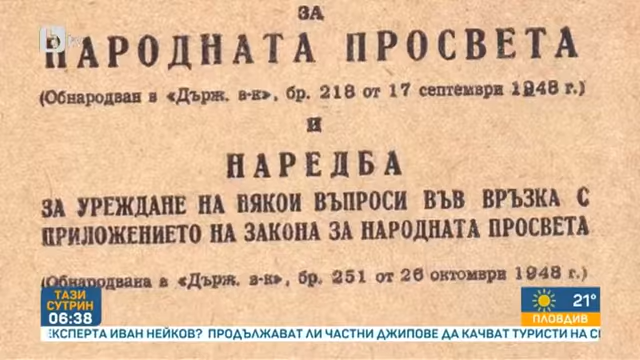 ЗА
btv
НАРОДНАТА ПРОСВЕТА
(Обнародван в «Държ. в-к», бр. 218 от 17 септември 1948 г.)
и
НАРЕДБА
ЗА УРЕЖДАНЕ НА НЯКОИ ВЪПРОСИ ВЪВ ВРЪЗКА С
ПРИЛОЖЕНИЕТО НА ЗАКОНА ЗА НАРОДНАТА ПРОСВЕТА
(Обнародвана в «Държ. в-к», бр. 251 от 26 октомври 1948 г.)
ТАЗИ
СУТРИН
06:38
21°
ПЛОВДИВ
ЕКСПЕРТА ИВАН НЕЙКОВ? ПРОДЪЛЖАВАТ ЛИ ЧАСТНИ ДЖИПОВЕ ДА КАЧВАТ ТУРИСТИ НА